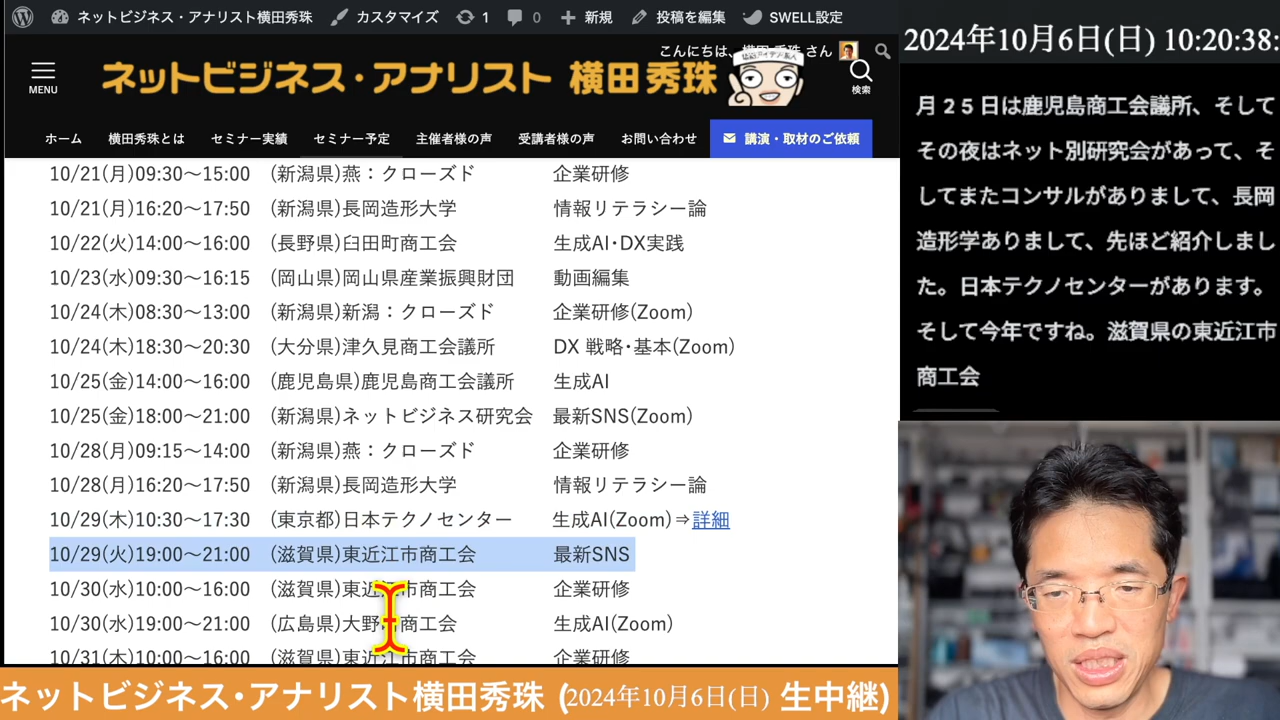 ネットビジネス・アナリスト横田秀珠 カスタマイズ 1 0 新規 投稿を編集 SWELL設定
こんにちは、横田 秀珠 さん
MENU
ネットビジネス・アナリスト 横田 秀珠
検索
ホーム 横田秀珠とは セミナー実績 セミナー予定 主催者様の声 受講者様の声 お問い合わせ 講演・取材のご依頼
10/21(月)09:30〜15:00 (新潟県)燕：クローズド 企業研修
10/21(月)16:20〜17:50 (新潟県)長岡造形大学 情報リテラシー論
10/22(火)14:00〜16:00 (長野県)臼田町商工会 生成AI・DX実践
10/23(水)09:30〜16:15 (岡山県)岡山県産業振興財団 動画編集
10/24(木)08:30〜13:00 (新潟県)新潟：クローズド 企業研修(Zoom)
10/24(木)18:30〜20:30 (大分県)津久見商工会議所 DX 戦略・基本(Zoom)
10/25(金)14:00〜16:00 (鹿児島県)鹿児島商工会議所 生成AI
10/25(金)18:00〜21:00 (新潟県)ネットビジネス研究会 最新SNS(Zoom)
10/28(月)09:15〜14:00 (新潟県)燕：クローズド 企業研修
10/28(月)16:20〜17:50 (新潟県)長岡造形大学 情報リテラシー論
10/29(木)10:30〜17:30 (東京都)日本テクノセンター 生成AI(Zoom)⇒詳細
10/29(火)19:00〜21:00 (滋賀県)東近江市商工会 最新SNS
10/30(水)10:00〜16:00 (滋賀県)東近江市商工会 企業研修
10/30(水)19:00〜21:00 (広島県)大野 商工会 生成AI(Zoom)
10/31(木)10:00〜16:00 (滋賀県)東近江市商工会 企業研修
ネットビジネス・アナリスト横田秀珠 (2024年10月6日(日) 生中継)
2024年10月6日(日) 10:20:38:
月２５日は鹿児島商工会議所、そして
その夜はネット別研究会があって、そ
してまたコンサルがありまして、長岡
造形学ありまして、先ほど紹介しまし
た。日本テクノセンターがあります。
そして今年ですね。滋賀県の東近江市
商工会